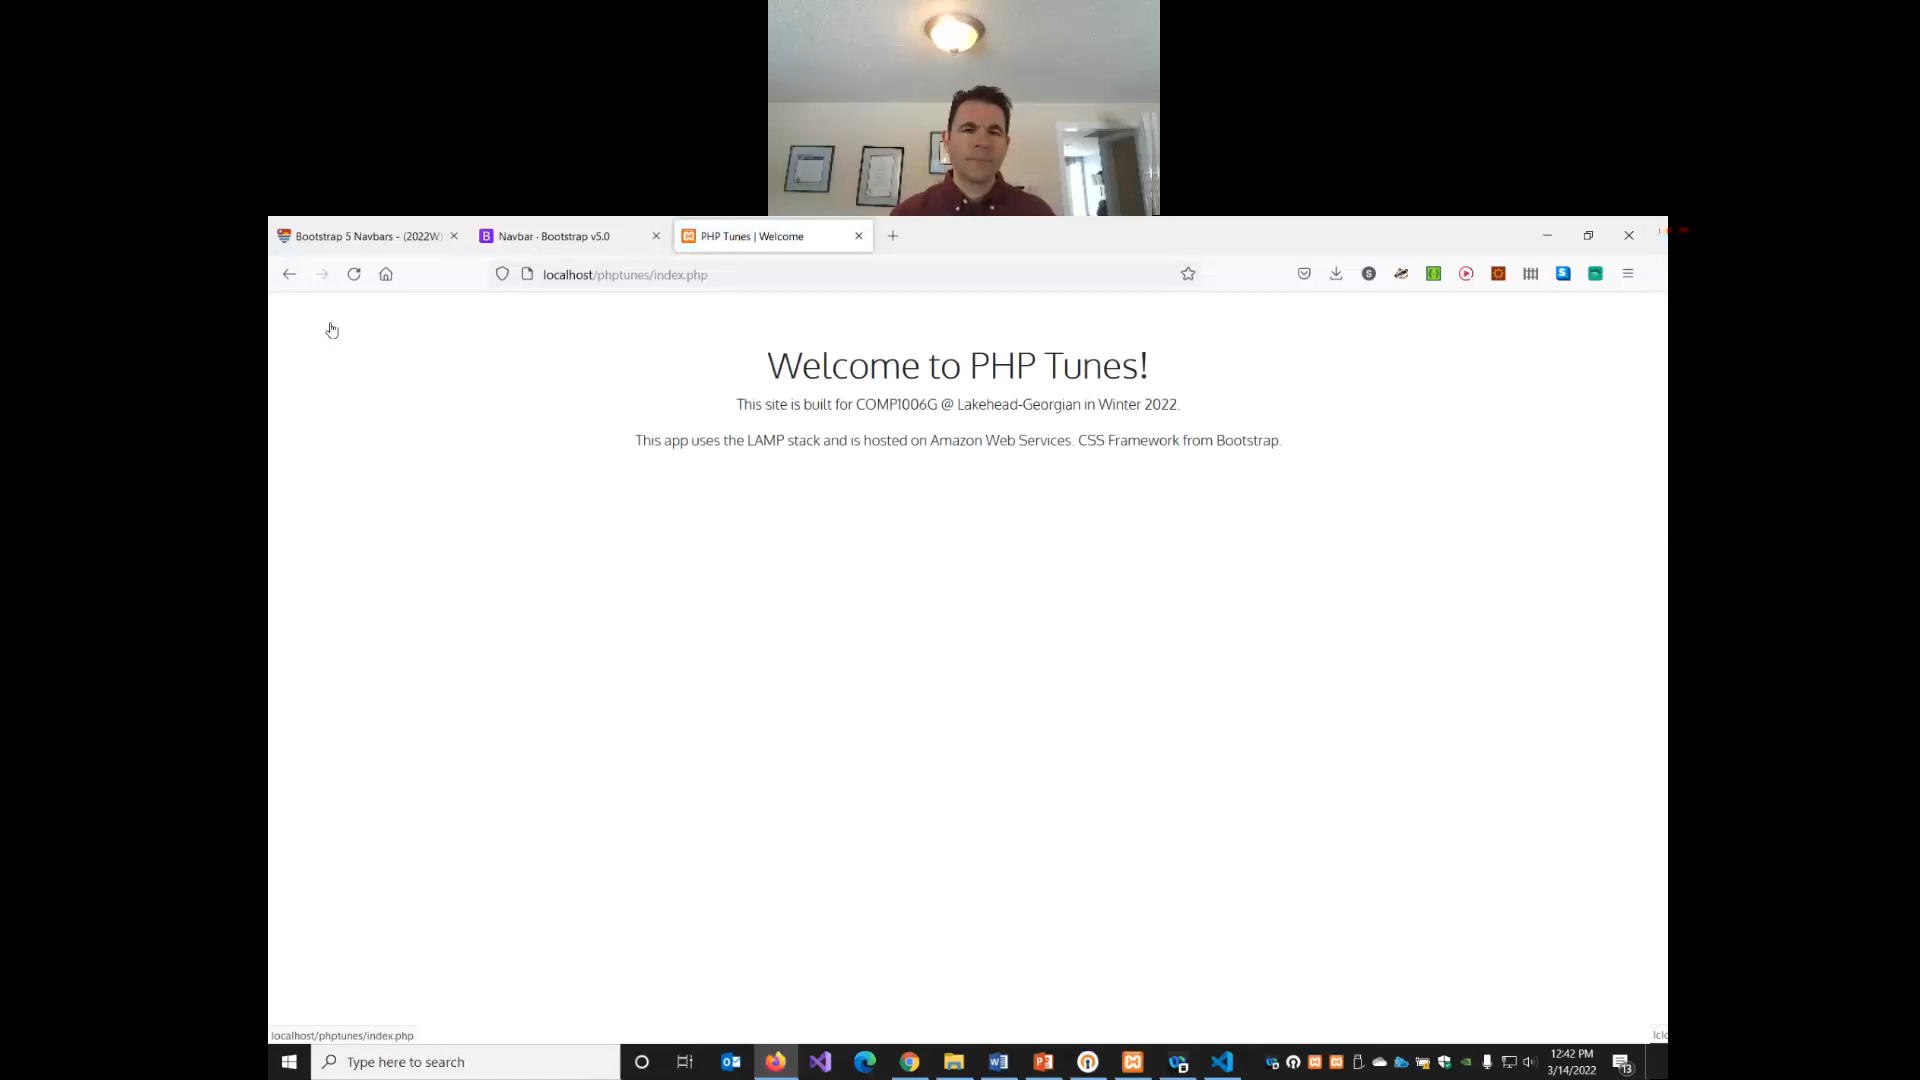 Bootstrap 5 Navbars - (2022W)
Navbar · Bootstrap v5.0
PHP Tunes | Welcome
localhost/phptunes/index.php
Welcome to PHP Tunes!
This site is built for COMP1006G @ Lakehead-Georgian in Winter 2022.
This app uses the LAMP stack and is hosted on Amazon Web Services. CSS Framework from Bootstrap.
localhost/phptunes/index.php
Type here to search
12:42 PM
3/14/2022
13